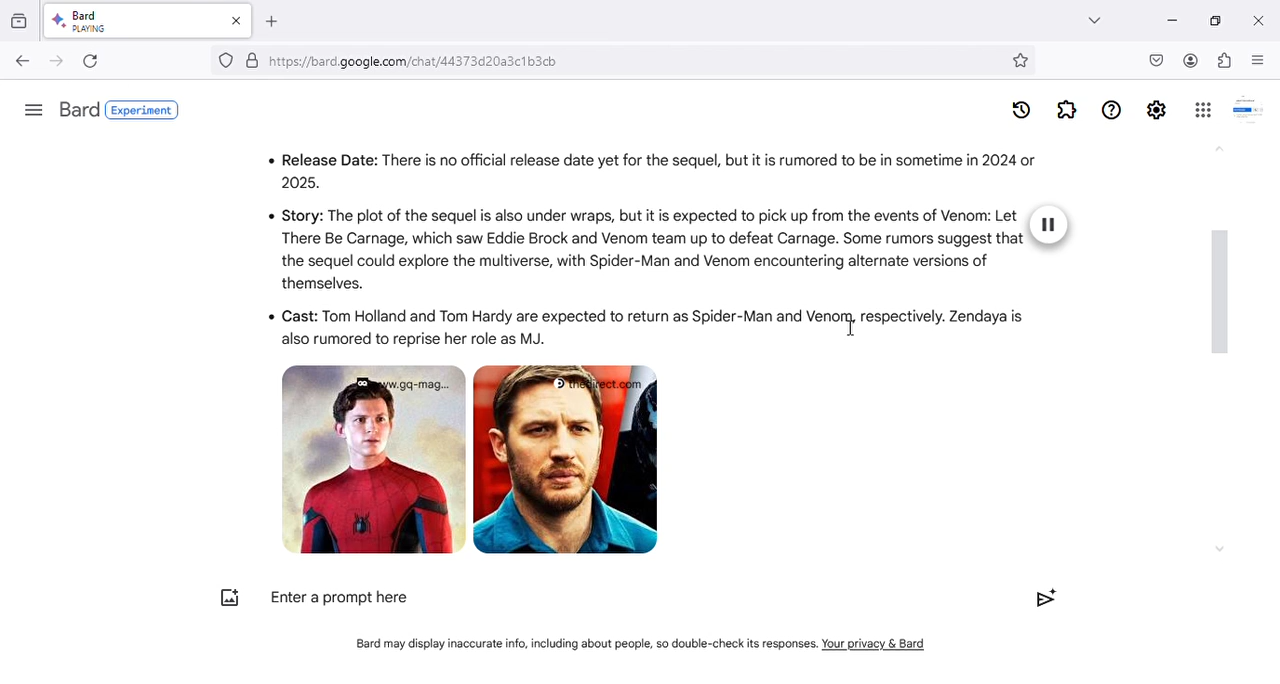 Bard
PLAYING
https://bard.google.com/chat/44373d20a3c1b3cb
Bard Experiment
• Release Date: There is no official release date yet for the sequel, but it is rumored to be in sometime in 2024 or
2025.
• Story: The plot of the sequel is also under wraps, but it is expected to pick up from the events of Venom: Let
There Be Carnage, which saw Eddie Brock and Venom team up to defeat Carnage. Some rumors suggest that
the sequel could explore the multiverse, with Spider-Man and Venom encountering alternate versions of
themselves.
• Cast: Tom Holland and Tom Hardy are expected to return as Spider-Man and Venom, respectively. Zendaya is
also rumored to reprise her role as MJ.
www.gq-mag... thedirect.com
Enter a prompt here
Bard may display inaccurate info, including about people, so double-check its responses. Your privacy & Bard